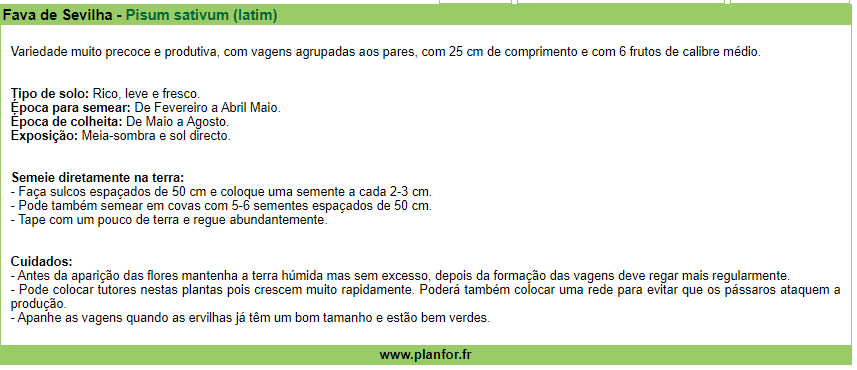 Fava de Sevilha - Pisum sativum (latim)
Variedade muito precoce e produtiva, com vagens agrupadas aos pares, com 25 cm de comprimento e com 6 frutos de calibre médio.
Tipo de solo: Rico, leve e fresco.
Época para semear: De Fevereiro a Abril Maio.
Época de colheita: De Maio a Agosto.
Exposição: Meia-sombra e sol directo.
Semeie diretamente na terra:
- Faça sulcos espaçados de 50 cm e coloque uma semente a cada 2-3 cm.
- Pode também semear em covas com 5-6 sementes espaçados de 50 cm.
- Tape com um pouco de terra e regue abundantemente.
Cuidados:
- Antes da aparição das flores mantenha a terra húmida mas sem excesso, depois da formação das vagens deve regar mais regularmente.
- Pode colocar tutores nestas plantas pois crescem muito rapidamente. Poderá também colocar uma rede para evitar que os pássaros ataquem a
produção.
- Apanhe as vagens quando as ervilhas já têm um bom tamanho e estão bem verdes.
www.planfor.fr